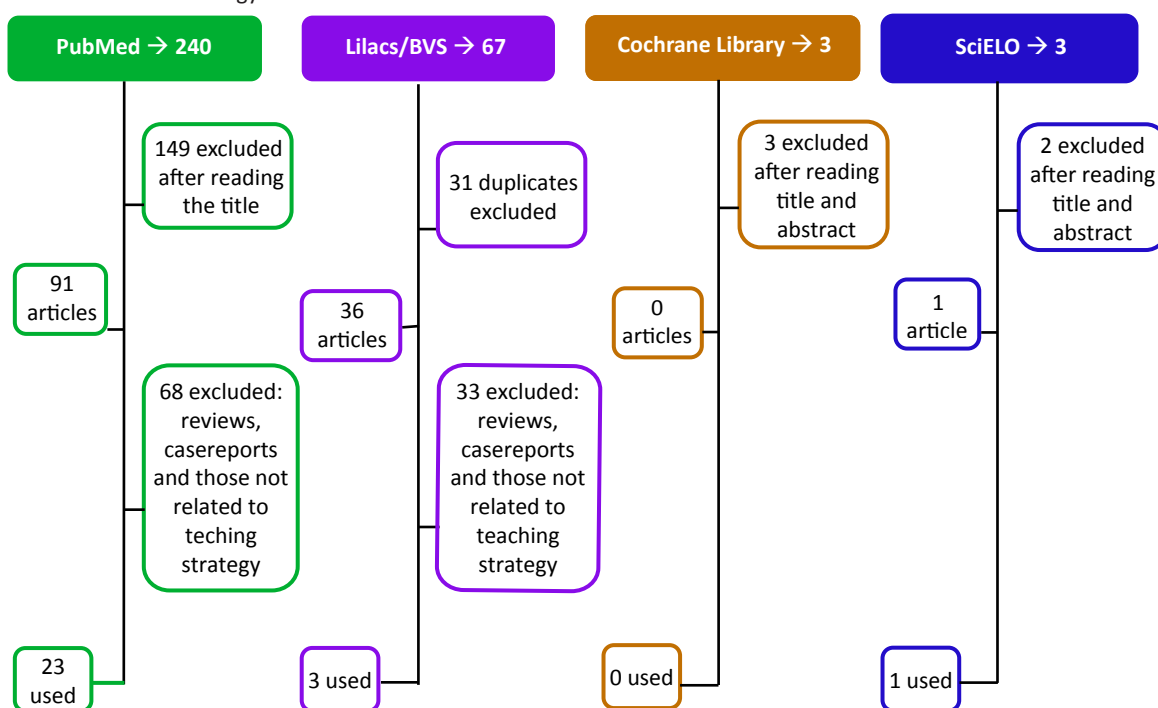 gy
PubMed → 240
149 excluded
after reading
the title
91
articles
68 excluded:
reviews,
casereports
and those not
related to
teching
strategy
23
used
Lilacs/BVS → 67
31 duplicates
excluded
36
articles
33 excluded:
reviews,
casereports
and those not
related to
teaching
strategy
3 used
Cochrane Library → 3
3 excluded
after reading
title and
abstract
0
articles
0 used
SciELO → 3
2 excluded
after reading
title and
abstract
1
article
1 used